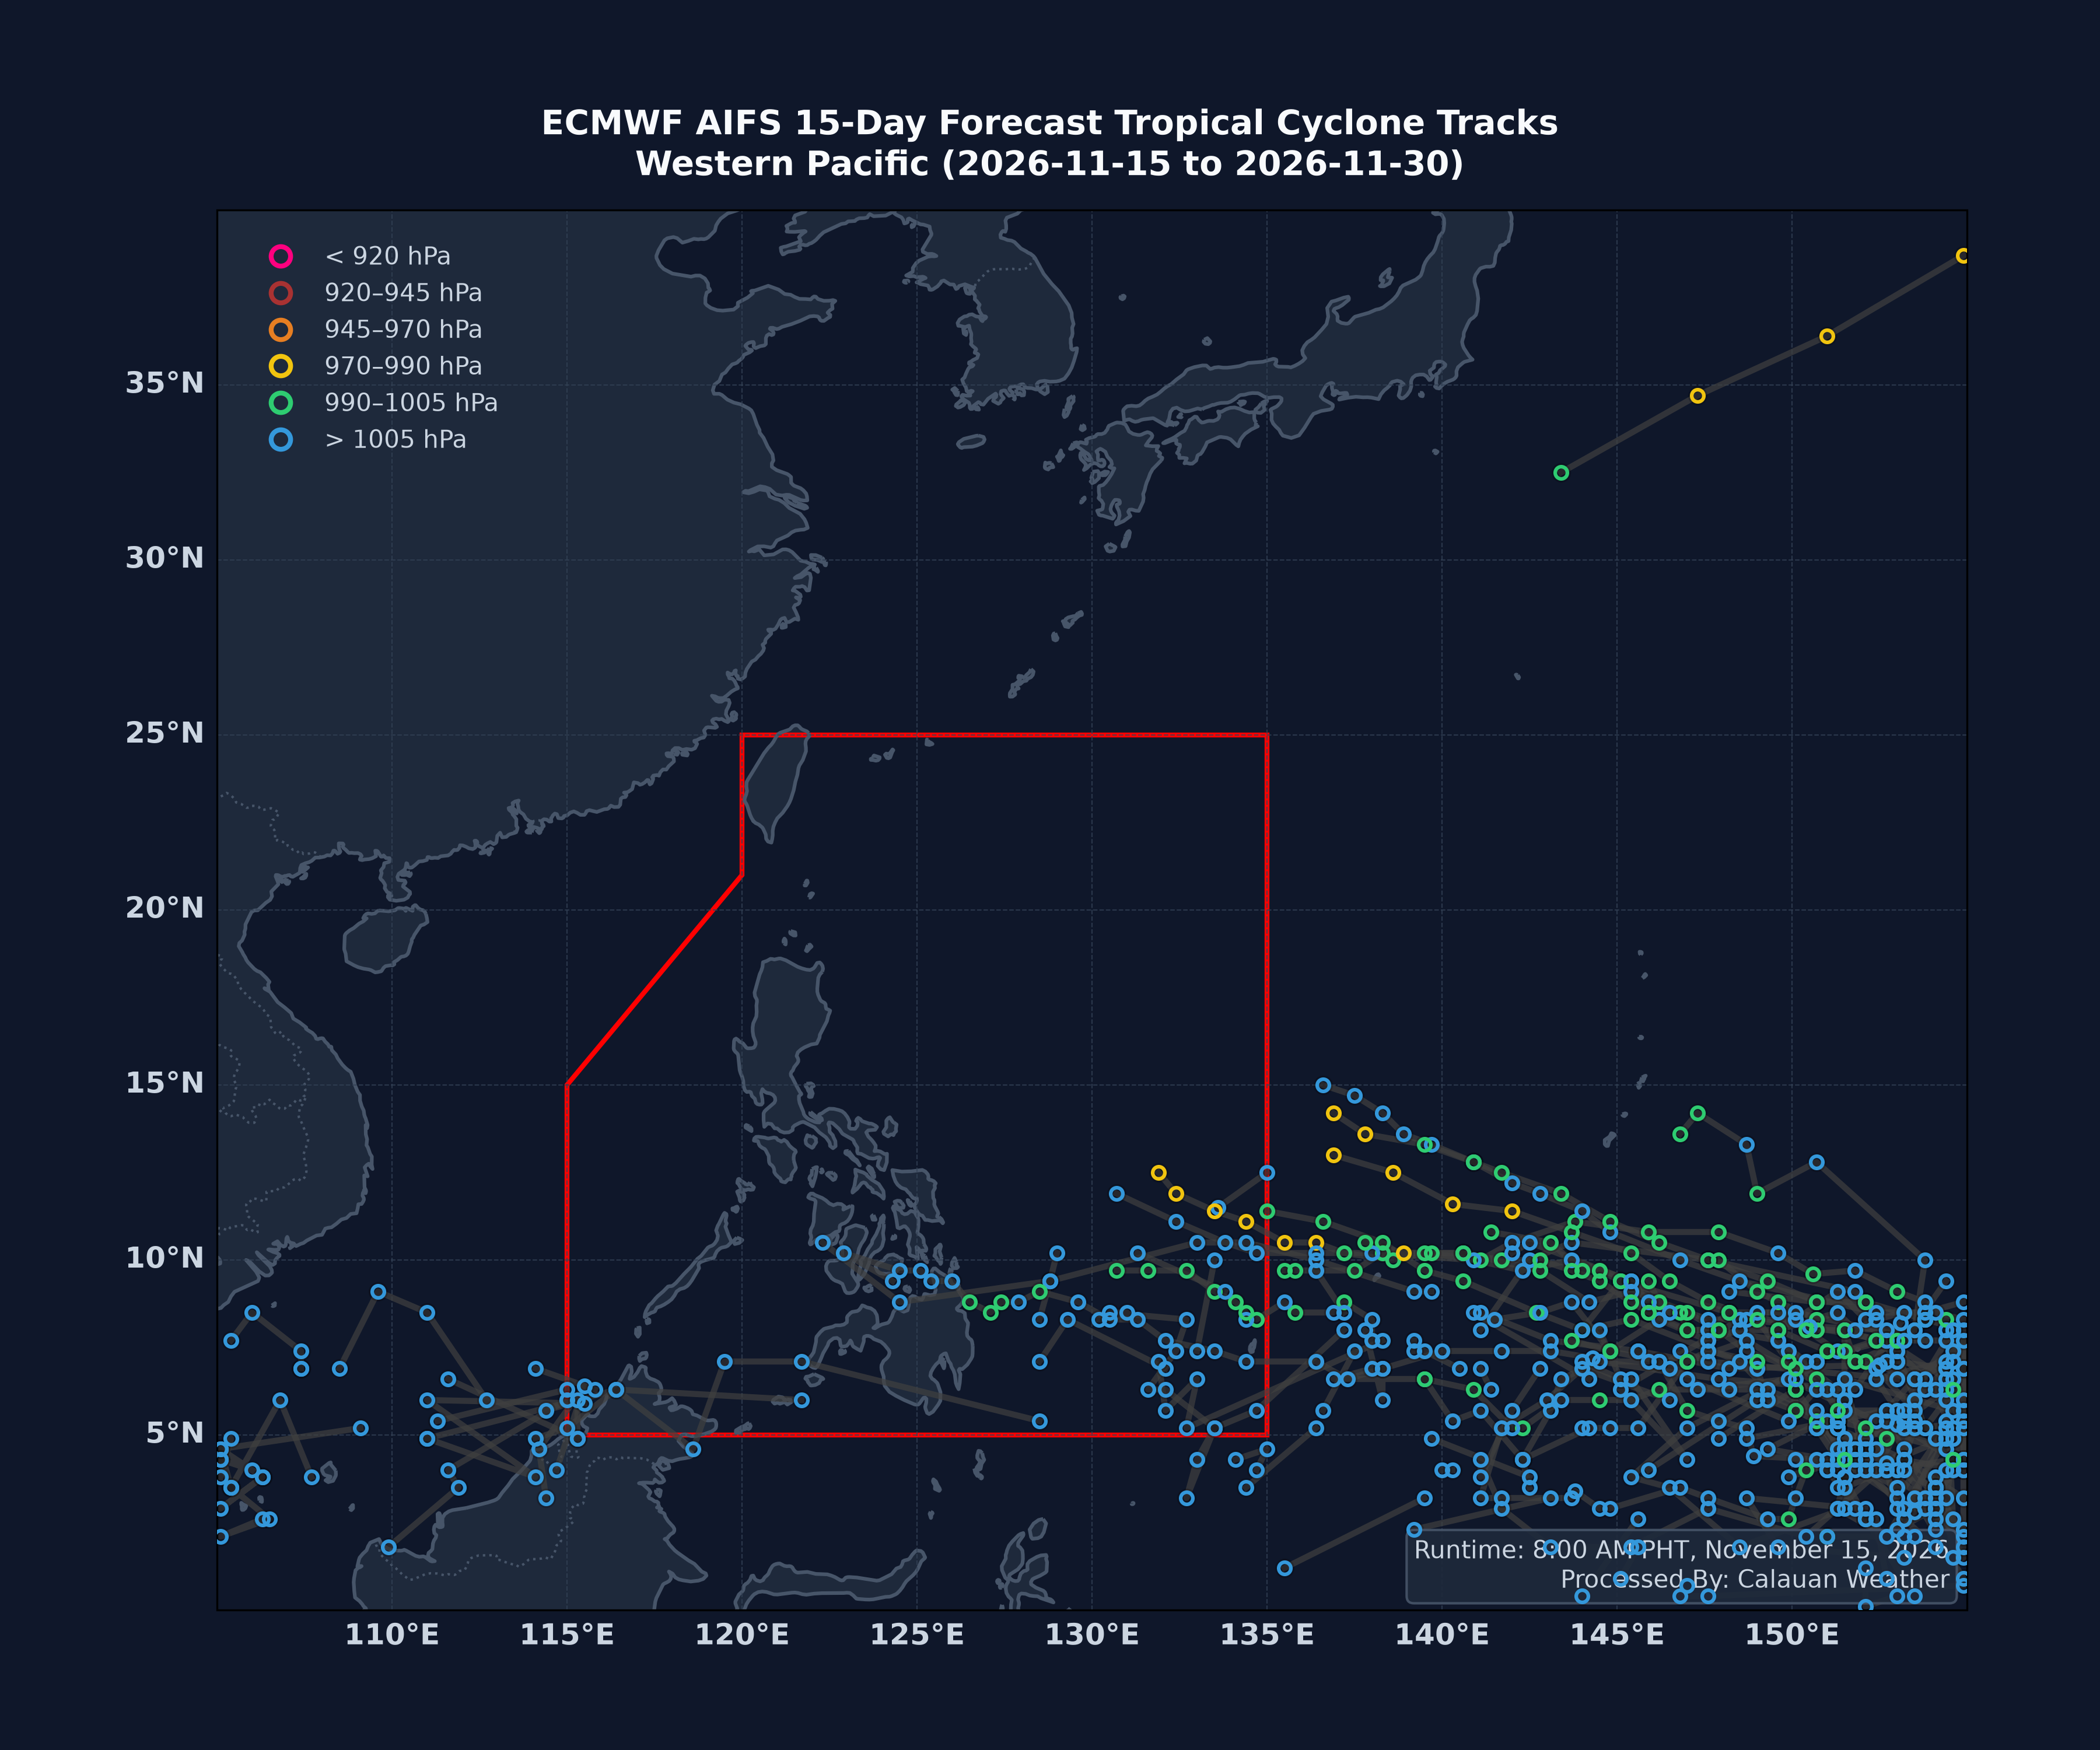 ECMWF AIFS 15-Day Forecast Tropical Cyclone Tracks
Western Pacific (2026-11-15 to 2026-11-30)
< 920 hPa
920–945 hPa
945–970 hPa
970–990 hPa
990–1005 hPa
> 1005 hPa
35°N
30°N
25°N
20°N
15°N
10°N
5°N
Runtime: 8:00 AM PHT, November 15, 2026
Processed By: Calauan Weather
110°E 115°E 120°E 125°E 130°E 135°E 140°E 145°E 150°E